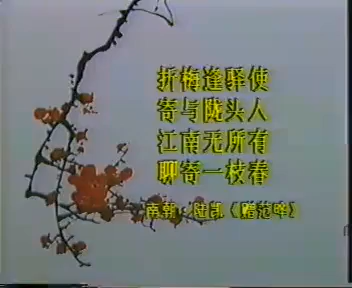 折梅逢驿使
寄与陇头人
江南无所有
聊寄一枝春
南朝·陆凯《赠范晔》